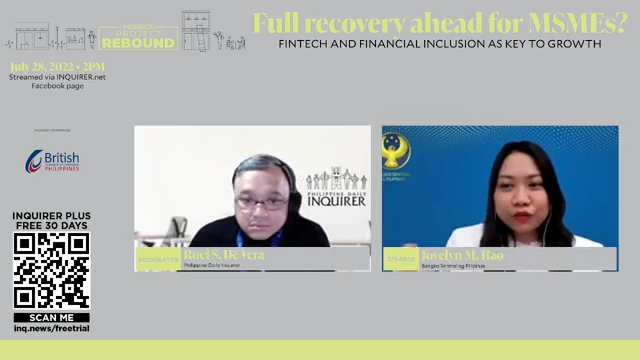 INQUIRER
PROJECT
REBOUND
Full recovery ahead for MSMEs?
FINTECH AND FINANCIAL INCLUSION AS KEY TO GROWTH
July 28, 2022 • 2PM
Streamed via INQUIRER.net
Facebook page
British
PHILIPPINES
INQUIRER PLUS
FREE 30 DAYS
SCAN ME
inq.news/freetrial
PHILIPPINE DAILY
INQUIRER
MODERATOR
Ruel S. De Vera
Philippine Daily Inquirer
SPEAKER
Jovelyn M. Hao
Bangko Sentral ng Pilipinas